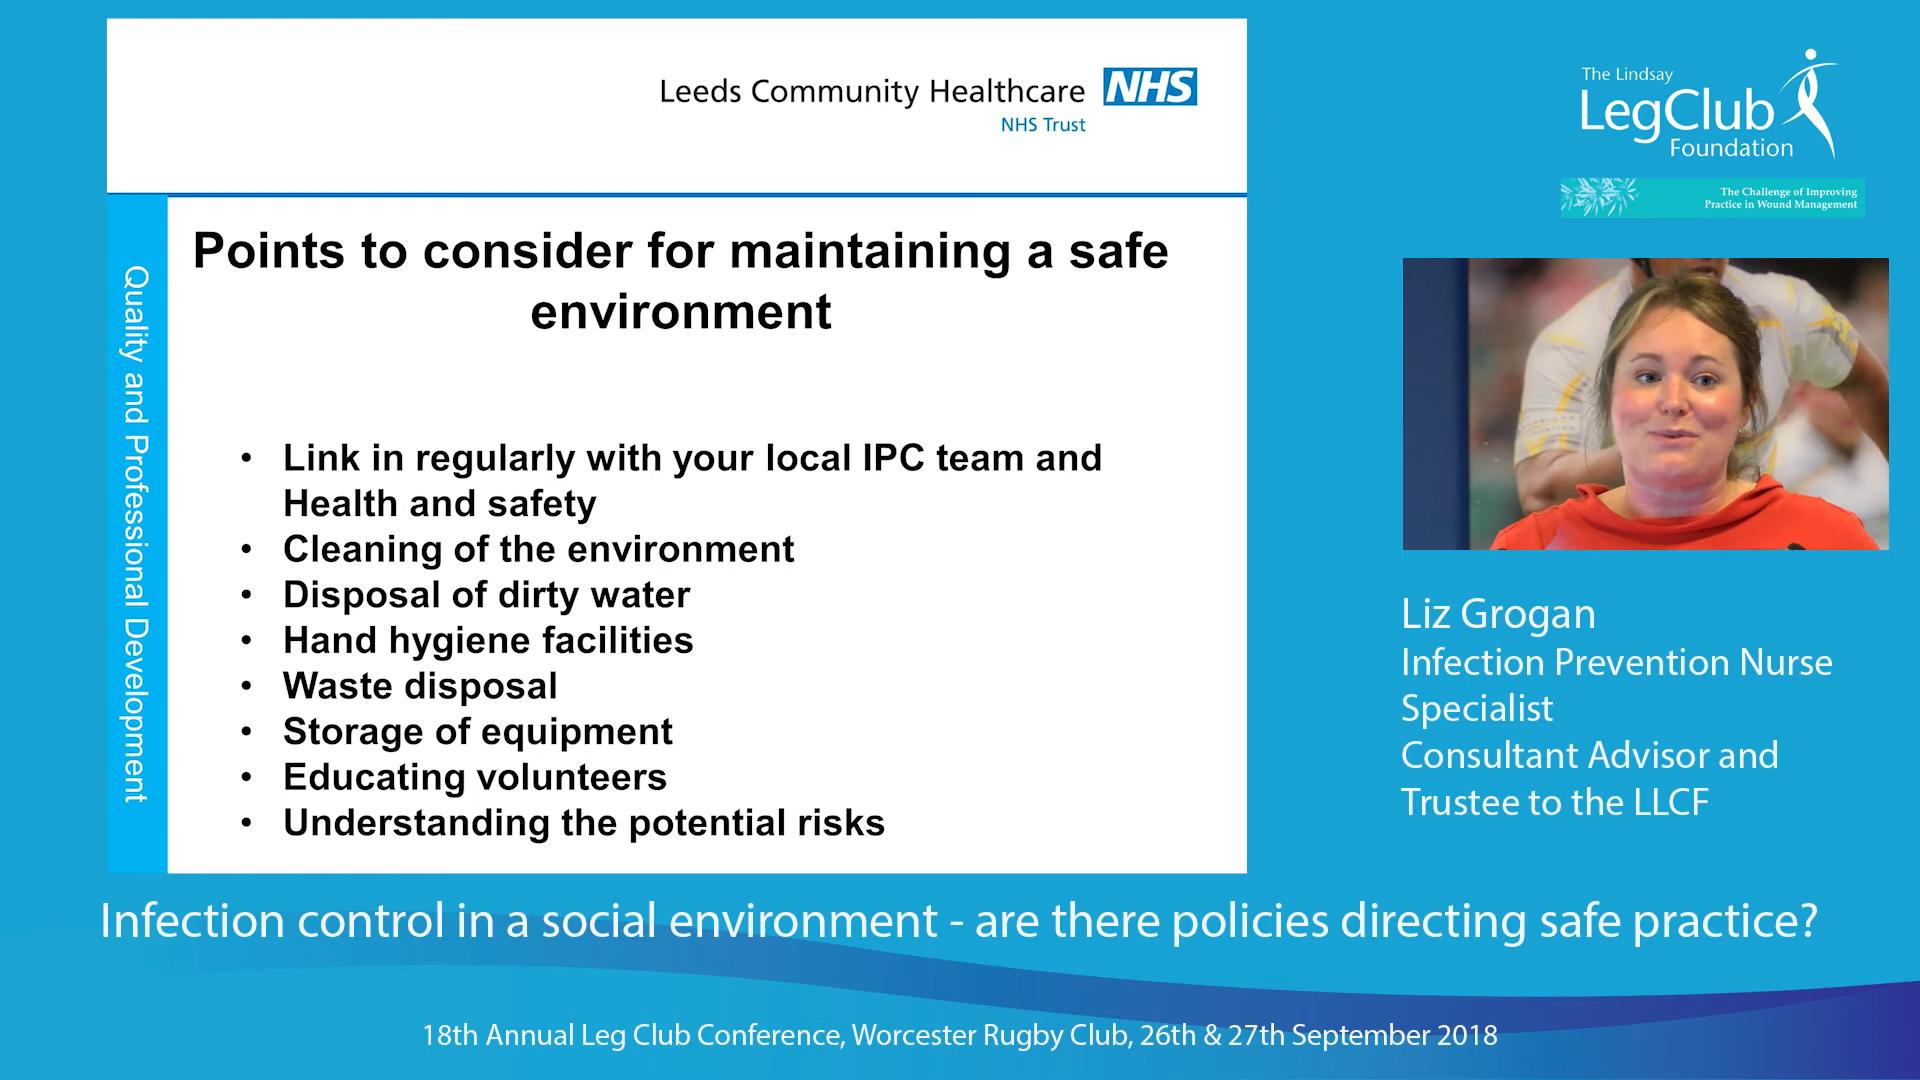 Leeds Community Healthcare NHS
NHS Trust
Quality and Professional Development
Points to consider for maintaining a safe
environment
• Link in regularly with your local IPC team and
Health and safety
• Cleaning of the environment
• Disposal of dirty water
• Hand hygiene facilities
• Waste disposal
• Storage of equipment
• Educating volunteers
• Understanding the potential risks
The Lindsay
LegClub
Foundation
The Challenge of Improving
Practice in Wound Management
Liz Grogan
Infection Prevention Nurse
Specialist
Consultant Advisor and
Trustee to the LLCF
Infection control in a social environment - are there policies directing safe practice?
18th Annual Leg Club Conference, Worcester Rugby Club, 26th & 27th September 2018